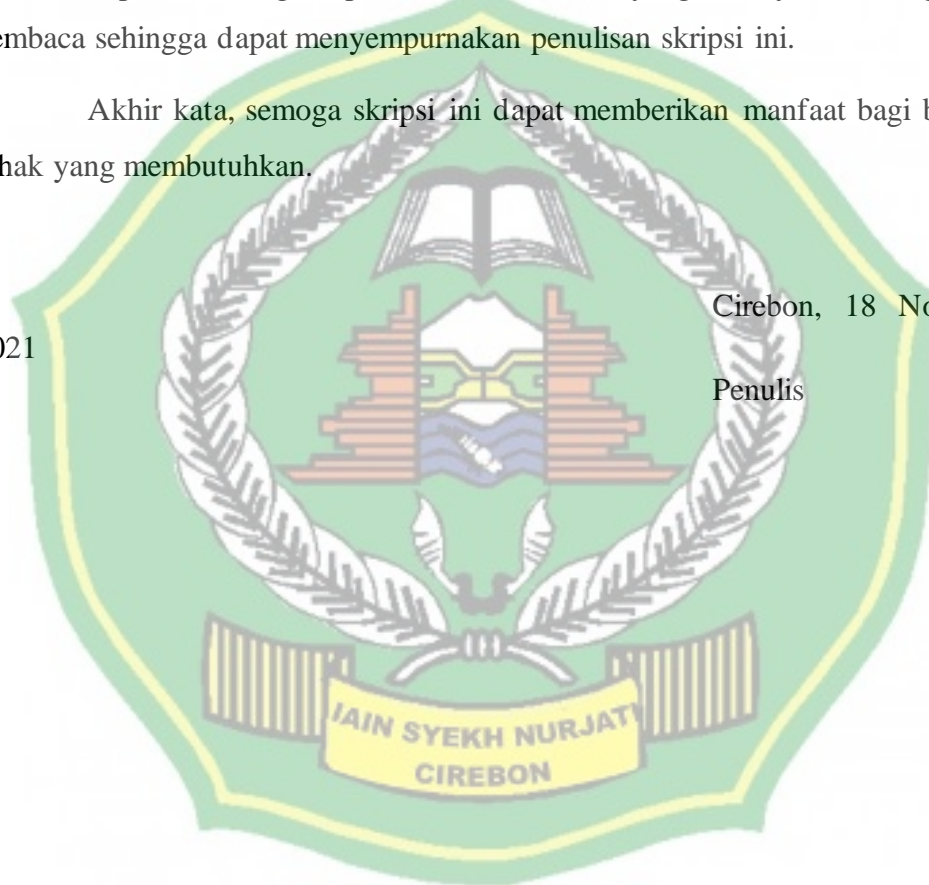 embaca sehingga dapat menyempurnakan penulisan skripsi ini.
Akhir kata, semoga skripsi ini dapat memberikan manfaat bagi b
hak yang membutuhkan.
Cirebon, 18 No
021
Penulis
IAIN SYEKH NURJATI
CIREBON